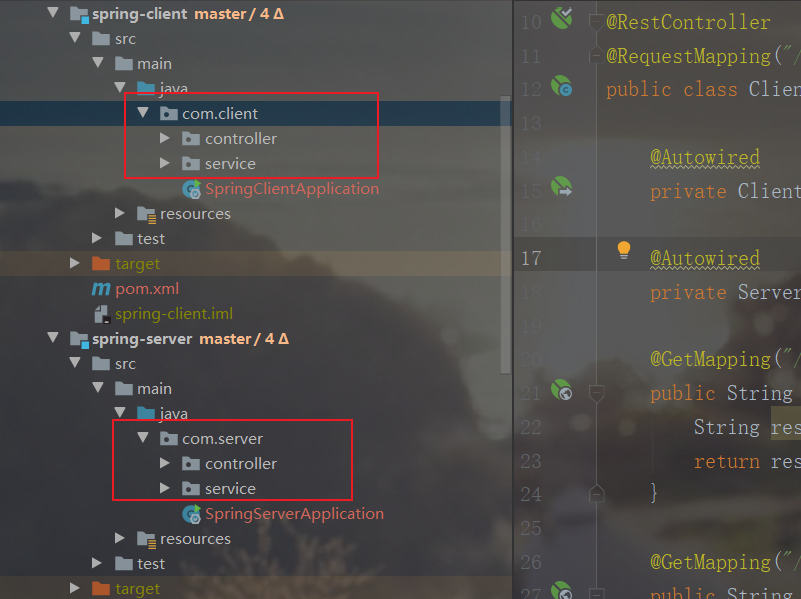 spring-client master / 4 Δ
src
main
java
com.client
controller
service
SpringClientApplication
resources
test
target
pom.xml
spring-client.iml
spring-server master / 4 Δ
src
main
java
com.server
controller
service
SpringServerApplication
resources
test
target
10 @RestController
11 @RequestMapping("/
12 public class Clien
13
14 @Autowired
15 private Client
16
17 @Autowired
18 private Server
19
20 @GetMapping("/
21 public String
22 String res
23 return res
24 }
25
26 @GetMapping("/
27 public String